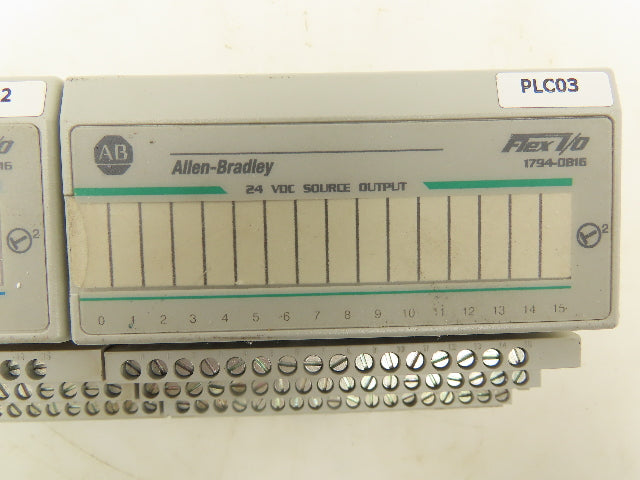 2
PLC03
AB
Flex I/O
Allen-Bradley
1794-OB16
24 VDC SOURCE OUTPUT
2
2
0 1 2 3 4 5 6 7 8 9 10 11 12 13 14 15